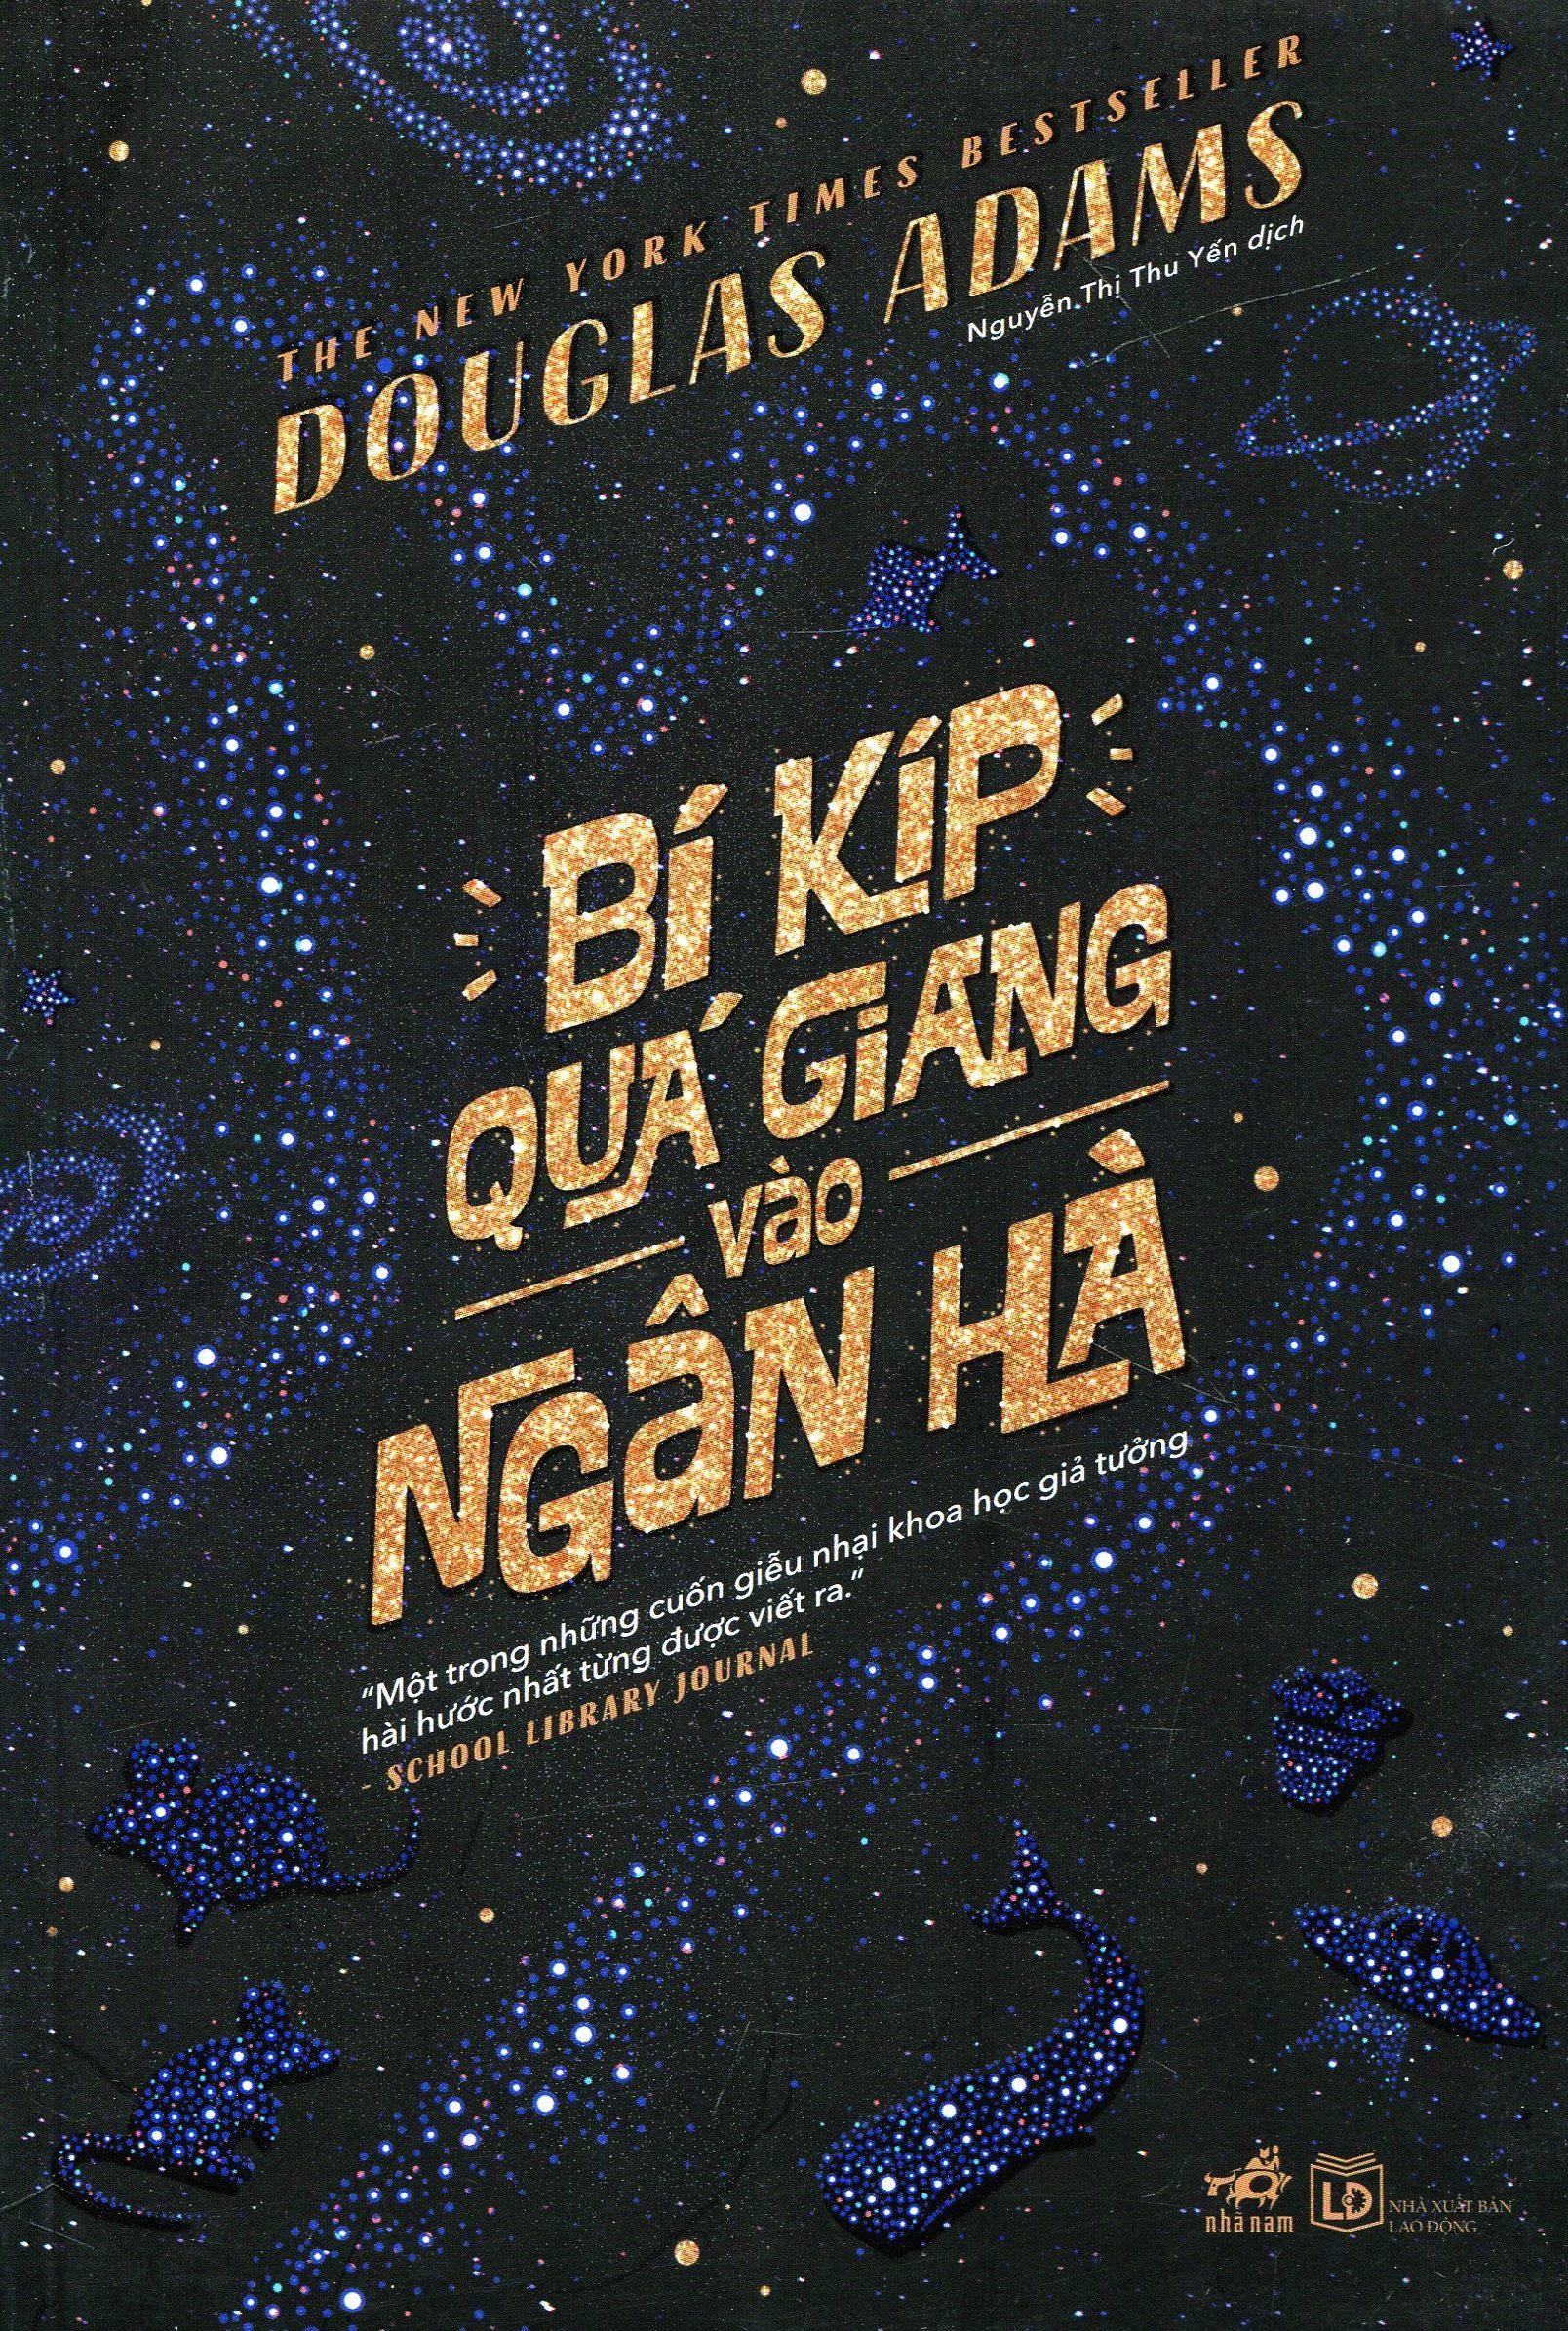 THE NEW YORK TIMES BESTSELLER
DOUGLAS ADAMS
Nguyễn Thị Thu Yến dịch
BÍ KÍP
QUÁ GIANG
VÀO
NGÂN HÀ
“Một trong những cuốn giễu nhại khoa học giả tưởng
hài hước nhất từng được viết ra.”
- SCHOOL LIBRARY JOURNAL
nhã nam
LĐ
NHÀ XUẤT BẢN
LAO ĐỘNG